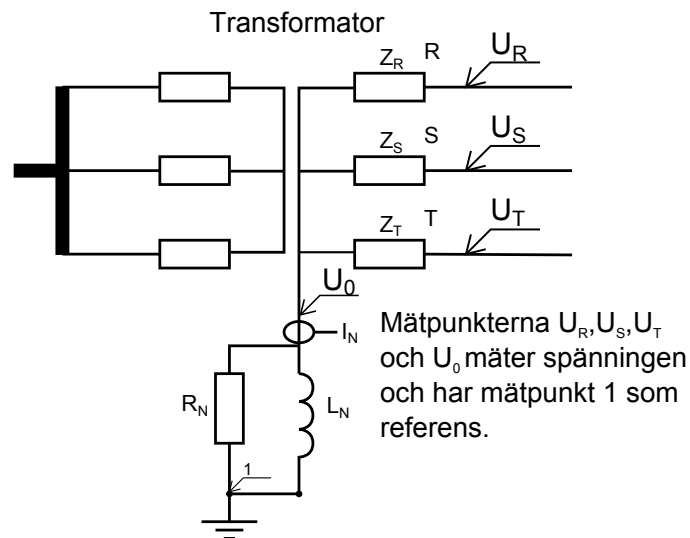 Transformator
Z_R R U_R
Z_S S U_S
Z_T T U_T
U_0
I_N
R_N L_N
1
Mätpunkterna U_R,U_S,U_T
och U_0 mäter spänningen
och har mätpunkt 1 som
referens.